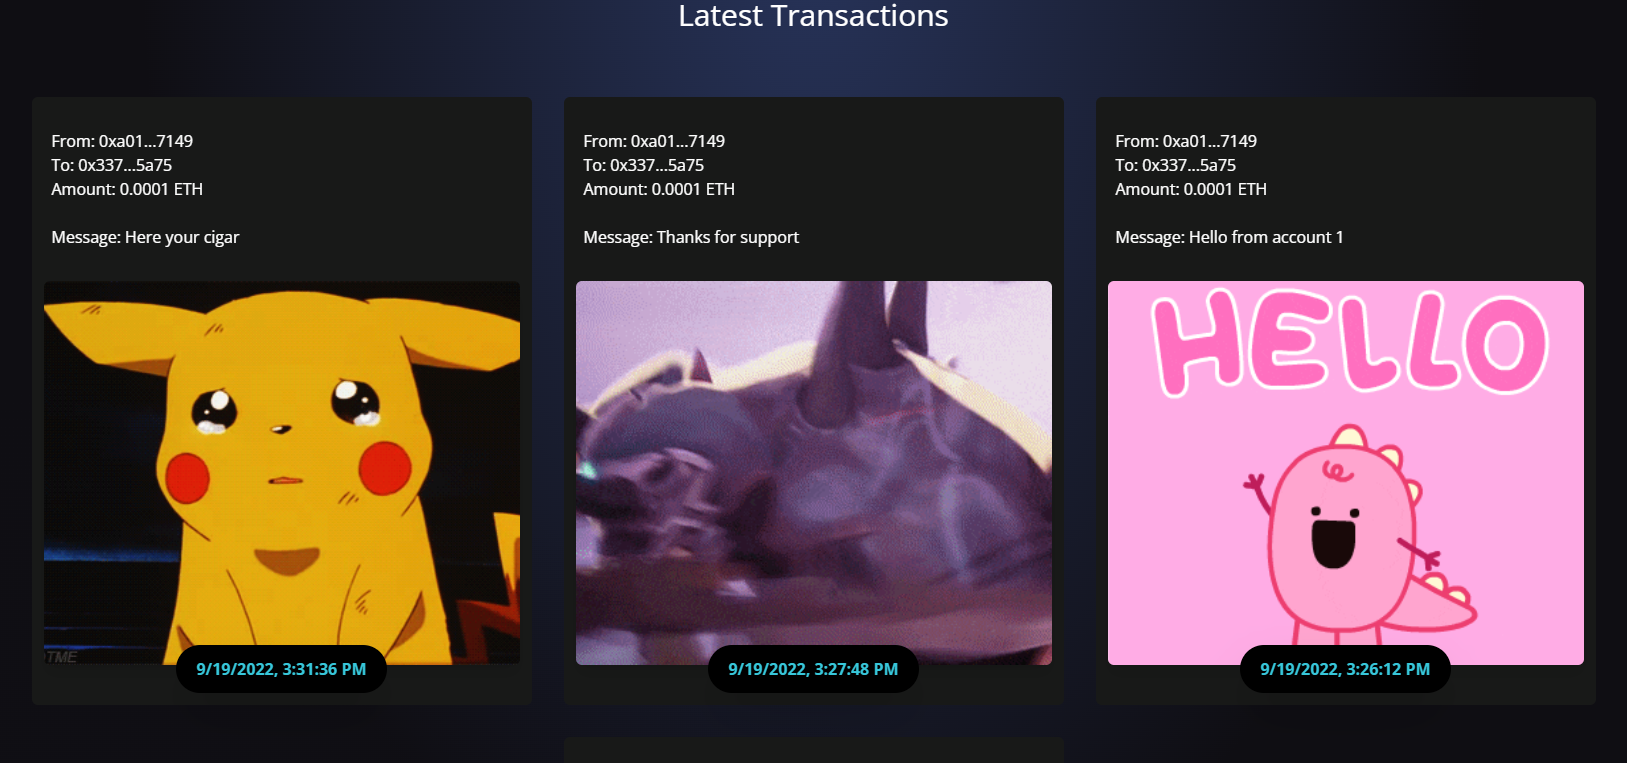 Latest Transactions
From: 0xa01...7149
To: 0x337...5a75
Amount: 0.0001 ETH
Message: Here your cigar
TME
9/19/2022, 3:31:36 PM
From: 0xa01...7149
To: 0x337...5a75
Amount: 0.0001 ETH
Message: Thanks for support
9/19/2022, 3:27:48 PM
From: 0xa01...7149
To: 0x337...5a75
Amount: 0.0001 ETH
Message: Hello from account 1
HELLO
9/19/2022, 3:26:12 PM